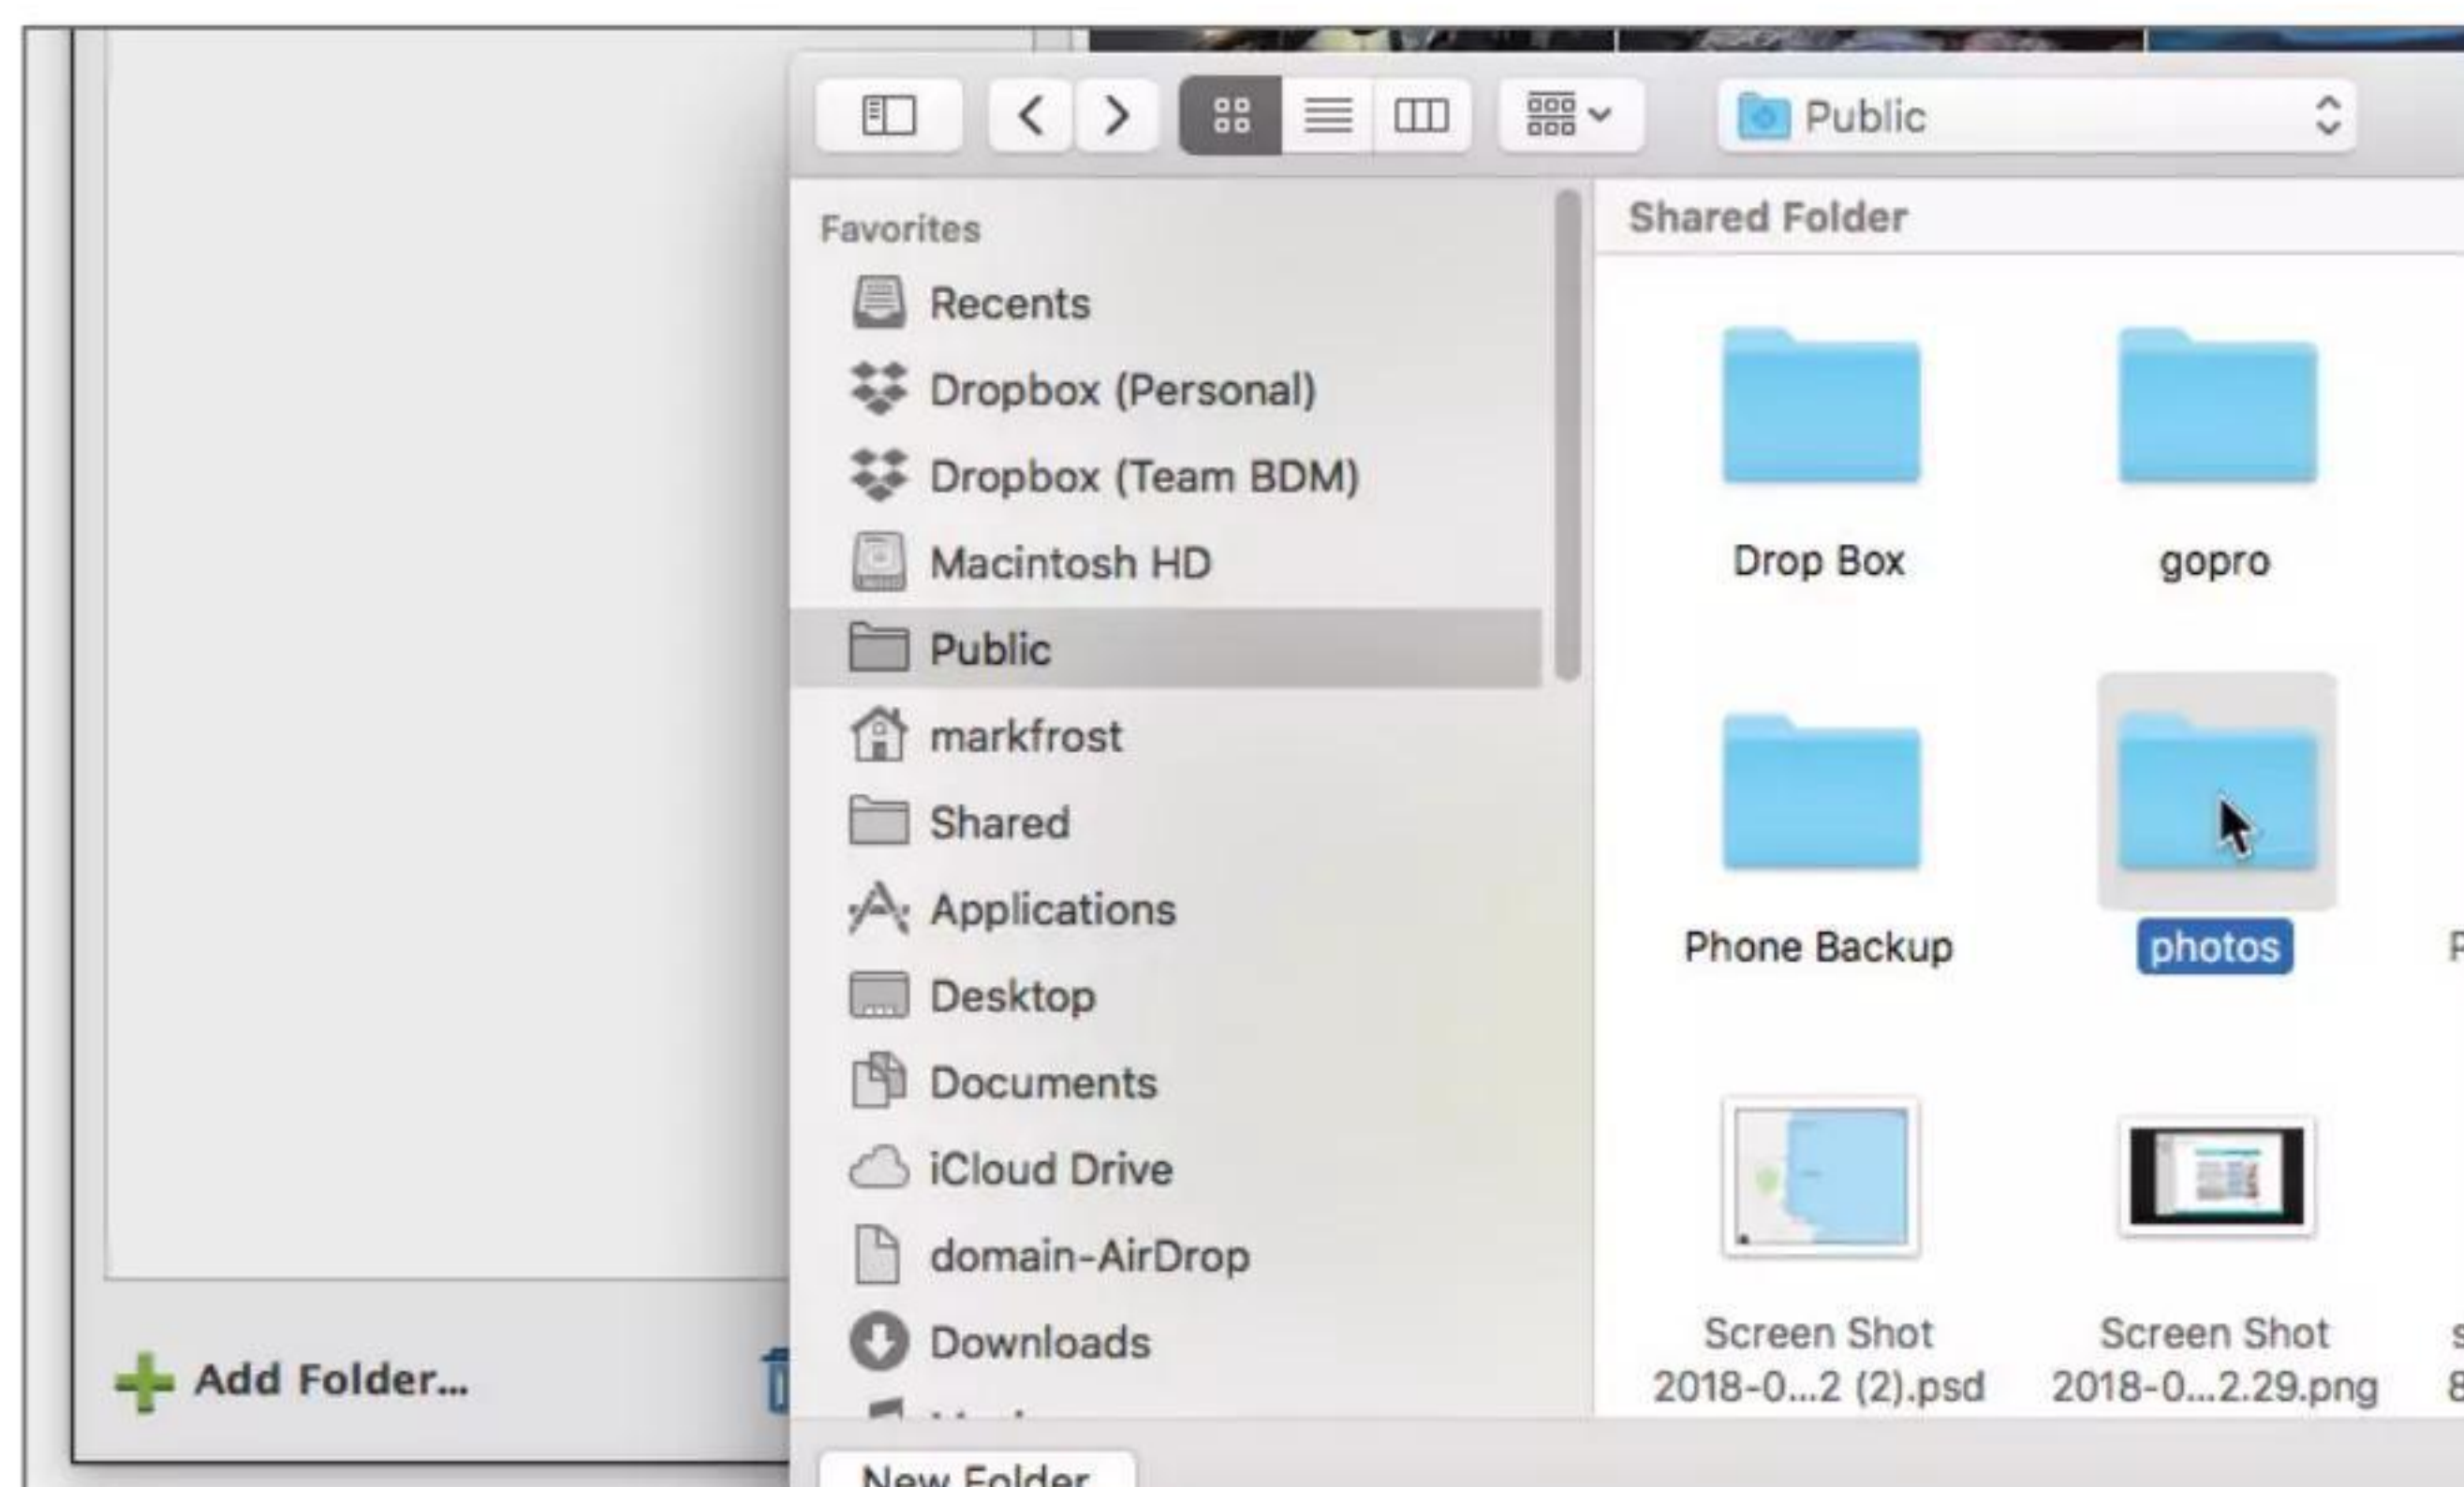 Public
Favorites
Recents
Dropbox (Personal)
Dropbox (Team BDM)
Macintosh HD
Public
markfrost
Shared
Applications
Desktop
Documents
iCloud Drive
domain-AirDrop
Downloads
Shared Folder
Drop Box
gopro
Phone Backup
photos
Screen Shot
2018-0...2 (2).psd
Screen Shot
2018-0...2.29.png
Add Folder...
New Folder